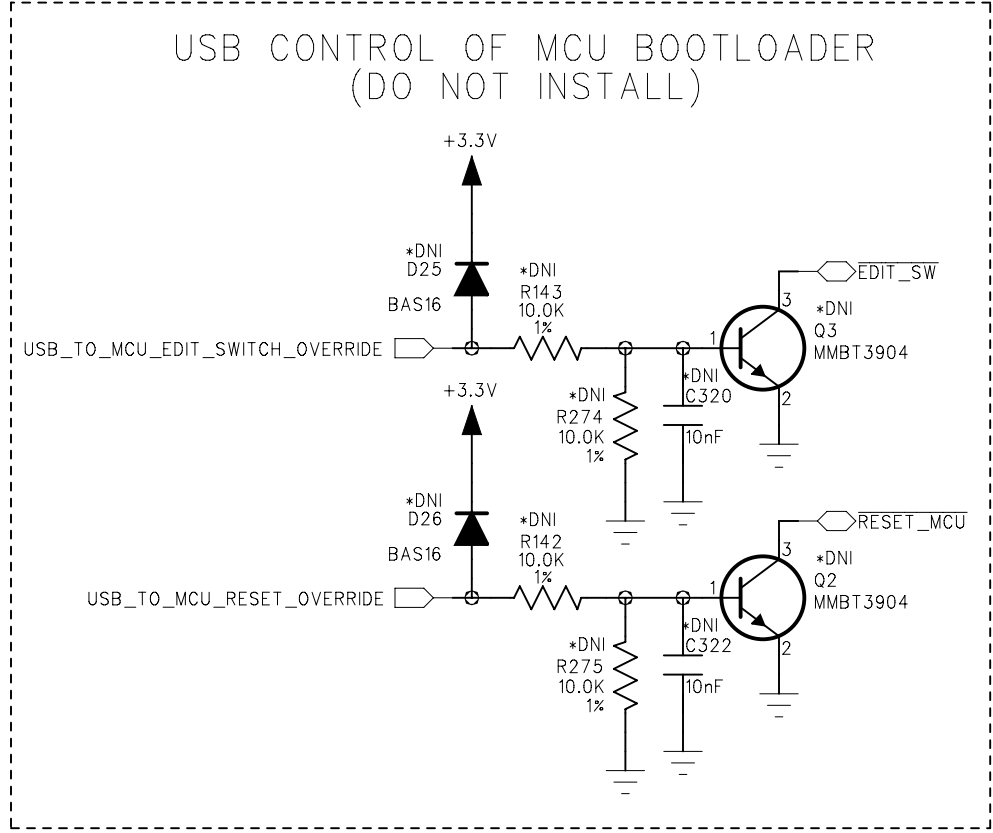 USB CONTROL OF MCU BOOTLOADER
(DO NOT INSTALL)
+3.3V
*DNI
D25
BAS16
*DNI
R143
10.0K
1%
USB_TO_MCU_EDIT_SWITCH_OVERRIDE
*DNI
R274
10.0K
1%
*DNI
C320
10nF
1
3
2
EDIT_SW
*DNI
Q3
MMBT3904
+3.3V
*DNI
D26
BAS16
*DNI
R142
10.0K
1%
USB_TO_MCU_RESET_OVERRIDE
*DNI
R275
10.0K
1%
*DNI
C322
10nF
1
3
2
RESET_MCU
*DNI
Q2
MMBT3904